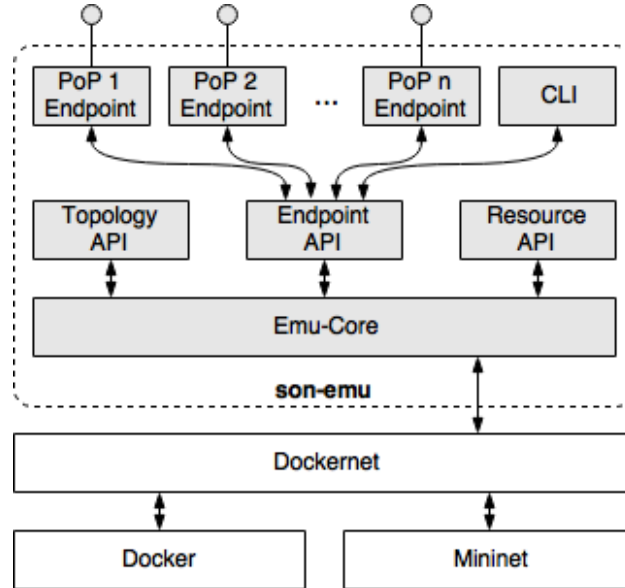 PoP 1
Endpoint
PoP 2
Endpoint
...
PoP n
Endpoint
CLI
Topology
API
Endpoint
API
Resource
API
Emu-Core
son-emu
Dockernet
Docker
Mininet